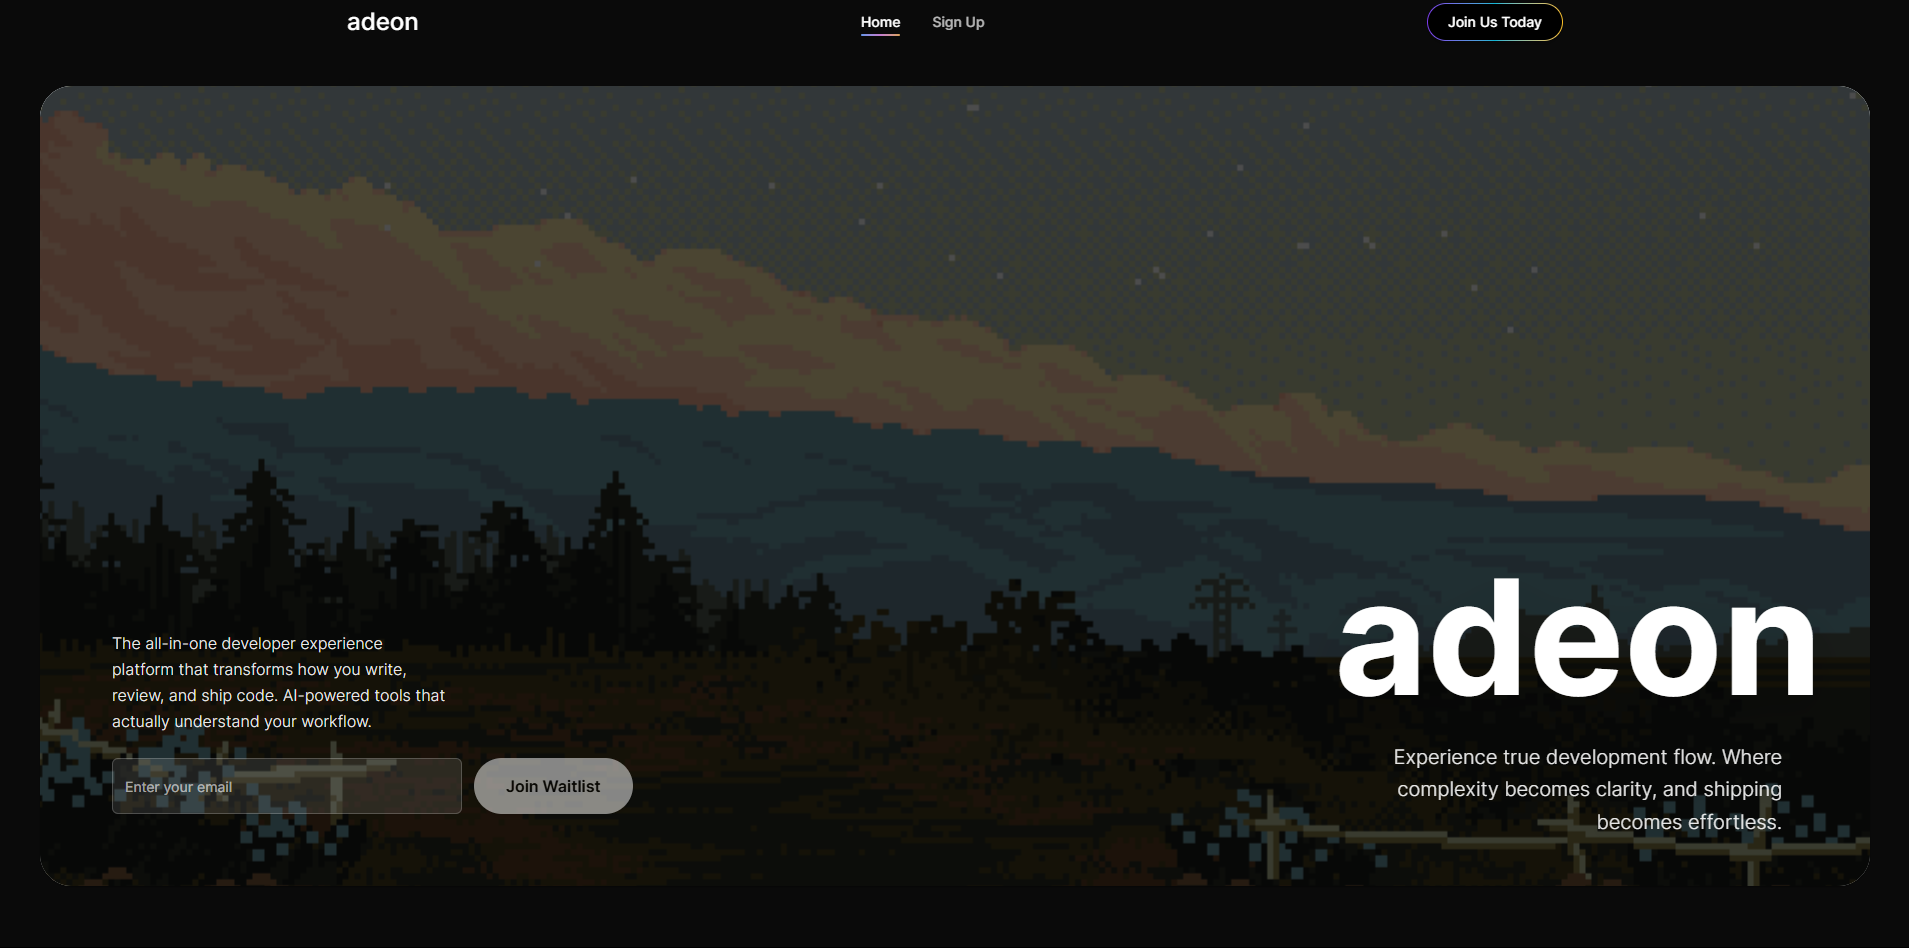 adeon
Home
Sign Up
Join Us Today
The all-in-one developer experience
platform that transforms how you write,
review, and ship code. AI-powered tools that
actually understand your workflow.
Enter your email
Join Waitlist
adeon
Experience true development flow. Where
complexity becomes clarity, and shipping
becomes effortless.